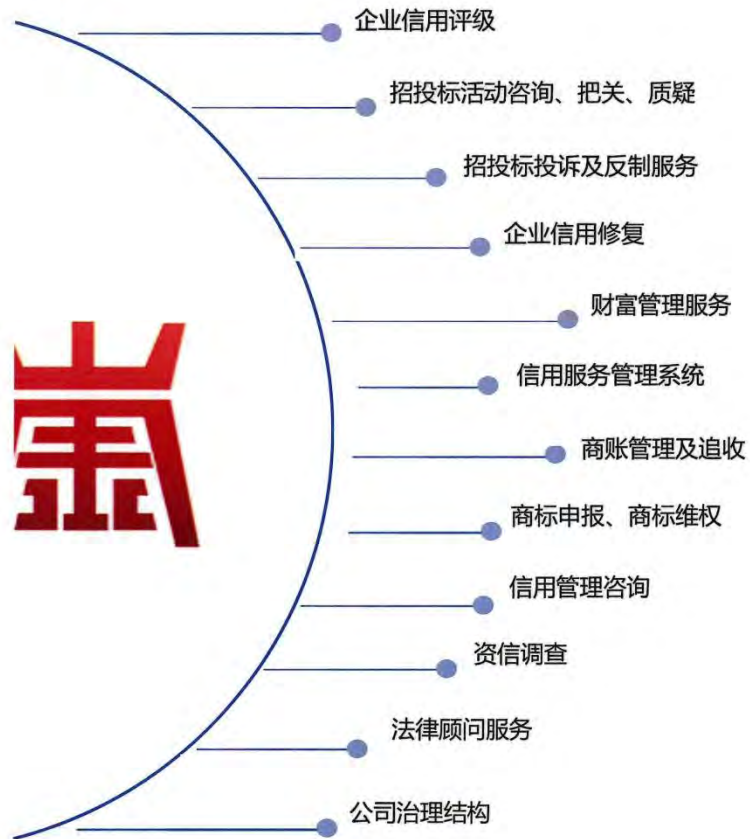 企业信用评级
招投标活动咨询、把关、质疑
招投标投诉及反制服务
企业信用修复
财富管理服务
信用服务管理系统
商账管理及追收
商标申报、商标维权
信用管理咨询
资信调查
法律顾问服务
公司治理结构